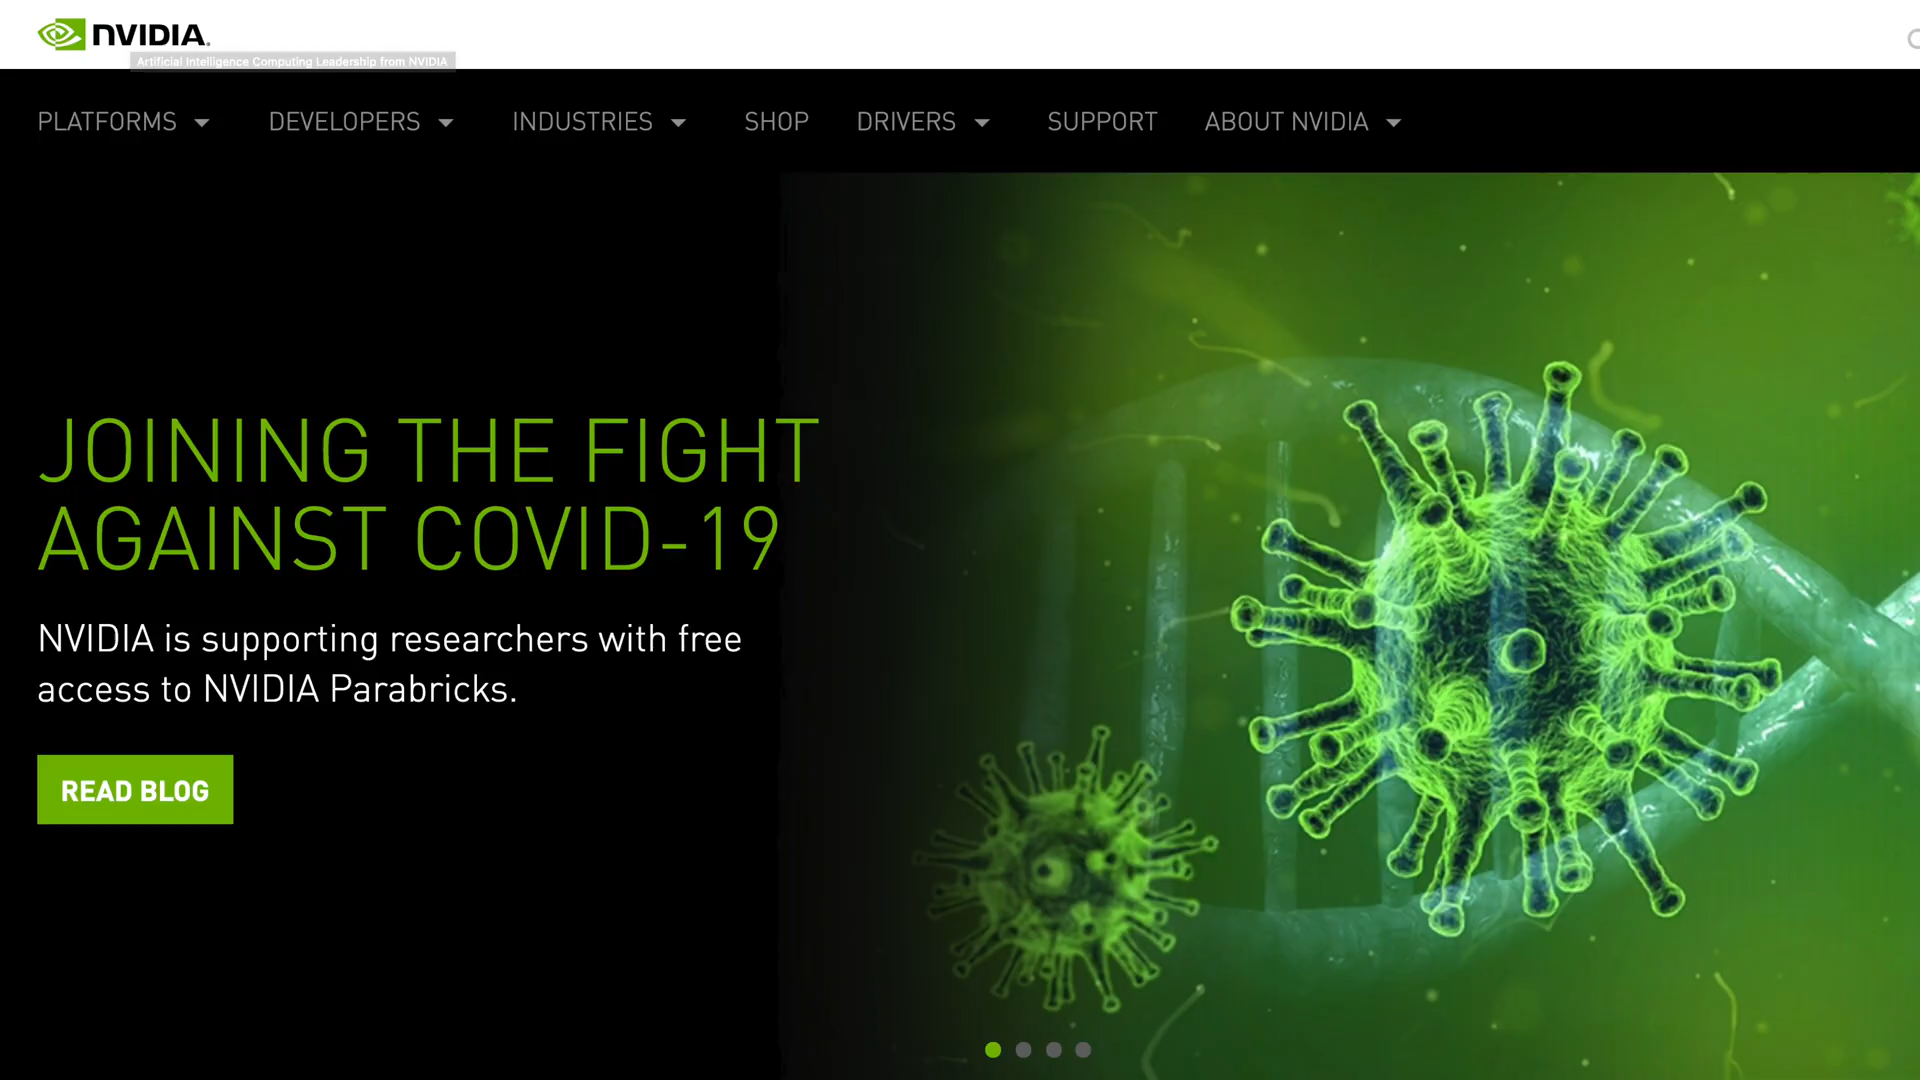 NVIDIA.
Artificial Intelligence Computing Leadership from NVIDIA
PLATFORMS DEVELOPERS INDUSTRIES SHOP DRIVERS SUPPORT ABOUT NVIDIA
JOINING THE FIGHT
AGAINST COVID-19
NVIDIA is supporting researchers with free
access to NVIDIA Parabricks.
READ BLOG